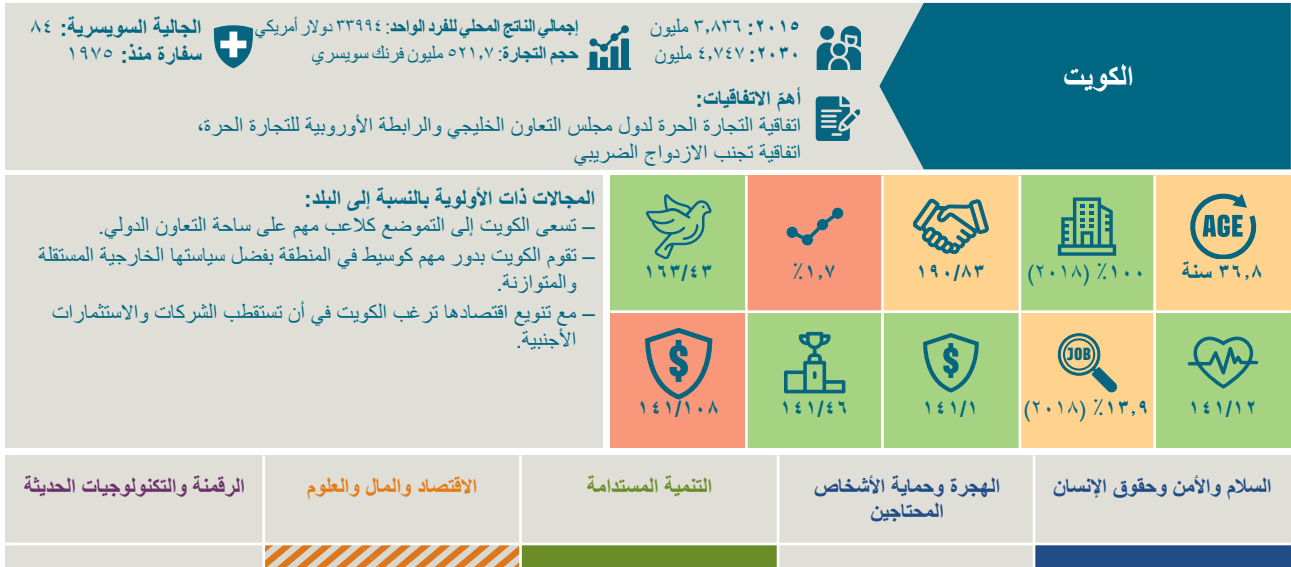 الكويت
٢٠١٥: ٣,٨٣٦ مليون
٢٠٣٠: ٤,٧٤٧ مليون
إجمالي الناتج المحلي للفرد الواحد: ٣٣٩٩٤ دولار أمريكي
حجم التجارة: ٥٢١,٧ مليون فرنك سويسري
الجالية السويسرية: ٨٤
سفارة منذ: ١٩٧٥
أهمّ الاتفاقيات:
اتفاقية التجارة الحرة لدول مجلس التعاون الخليجي والرابطة الأوروبية للتجارة الحرة،
اتفاقية تجنب الازدواج الضريبي
AGE
٣٦,٨ سنة
١٠٠٪ (٢٠١٨)
١٩٠/٨٣
١,٧٪
١٦٣/٤٣
١٤١/١٢
JOB
١٣,٩٪ (٢٠١٨)
$
١٤١/١
١٤١/٤٦
$
١٤١/١٠٨
المجالات ذات الأولوية بالنسبة إلى البلد:
– تسعى الكويت إلى التموضع كلاعب مهم على ساحة التعاون الدولي.
– تقوم الكويت بدور مهم كوسيط في المنطقة بفضل سياستها الخارجية المستقلة
والمتوازنة.
– مع تنويع اقتصادها ترغب الكويت في أن تستقطب الشركات والاستثمارات
الأجنبية.
السلام والأمن وحقوق الإنسان
الهجرة وحماية الأشخاص
المحتاجين
التنمية المستدامة
الاقتصاد والمال والعلوم
الرقمنة والتكنولوجيات الحديثة